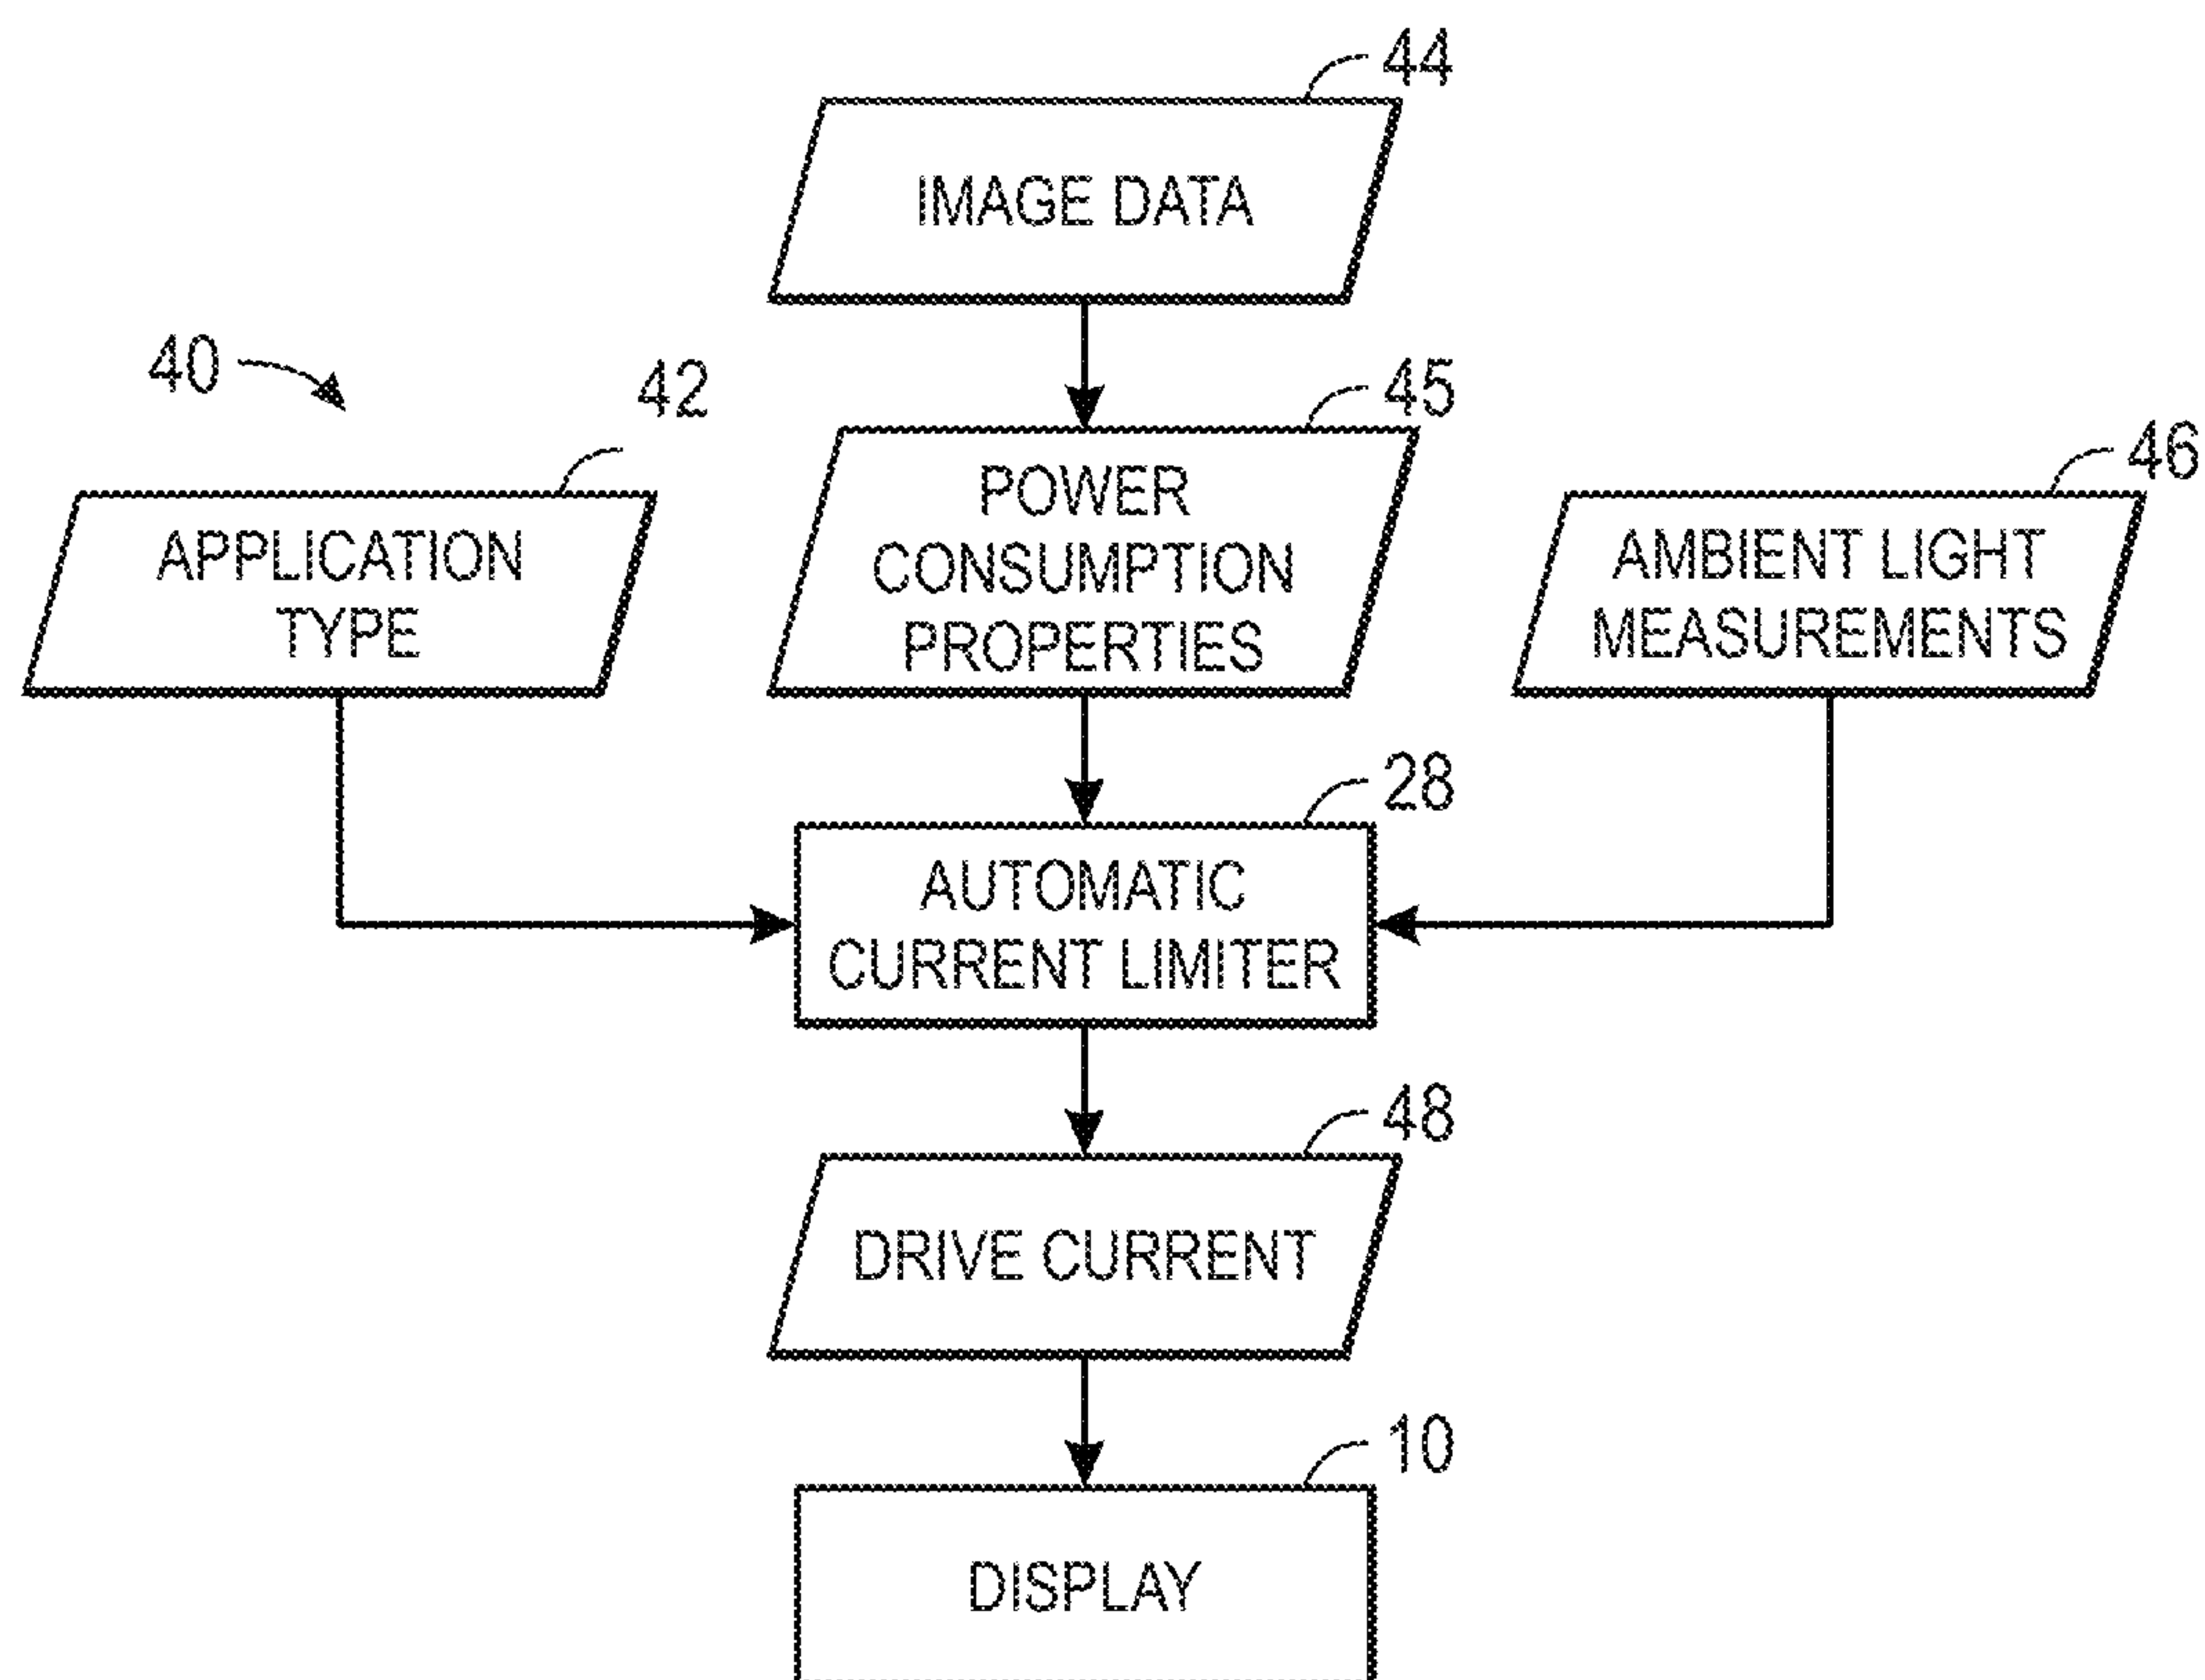 44
IMAGE DATA
40
42
45
46
APPLICATION
TYPE
POWER
CONSUMPTION
PROPERTIES
AMBIENT LIGHT
MEASUREMENTS
28
AUTOMATIC
CURRENT LIMITER
48
DRIVE CURRENT
10
DISPLAY